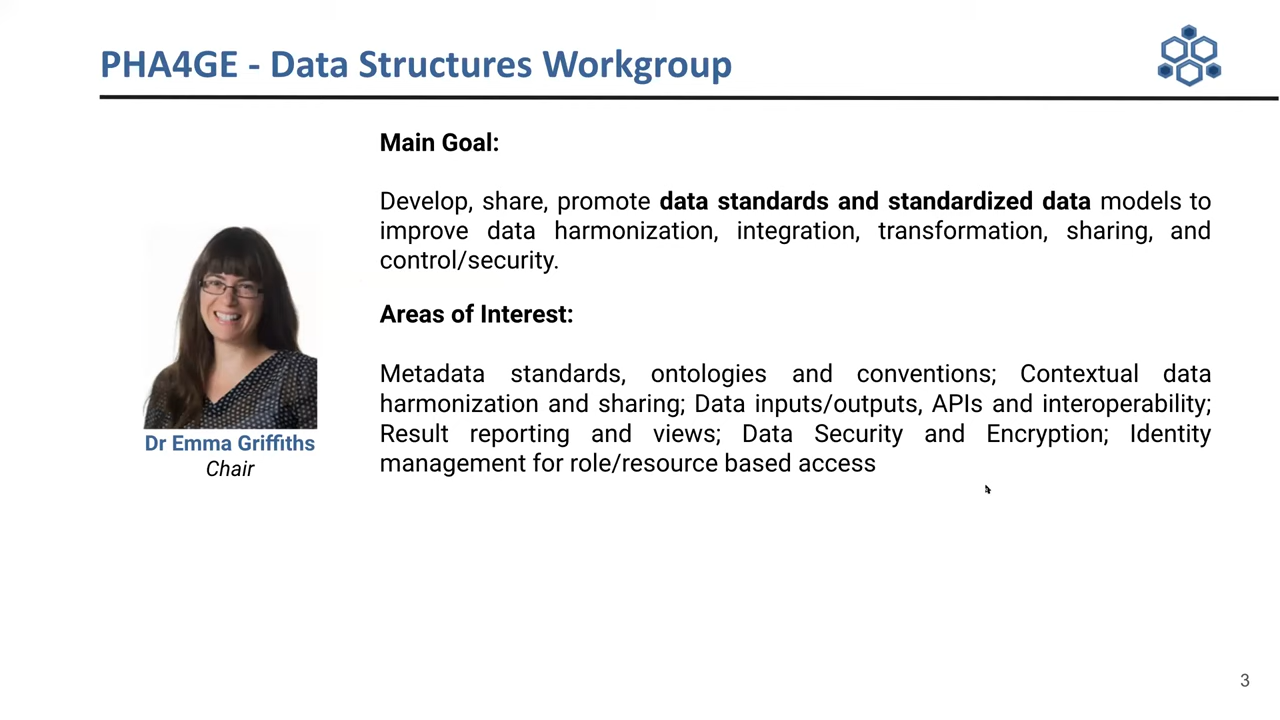 PHA4GE - Data Structures Workgroup
Main Goal:
Develop, share, promote data standards and standardized data models to
improve data harmonization, integration, transformation, sharing, and
control/security.
Areas of Interest:
Metadata standards, ontologies and conventions; Contextual data
harmonization and sharing; Data inputs/outputs, APIs and interoperability;
Result reporting and views; Data Security and Encryption; Identity
management for role/resource based access
Dr Emma Griffiths
Chair
3